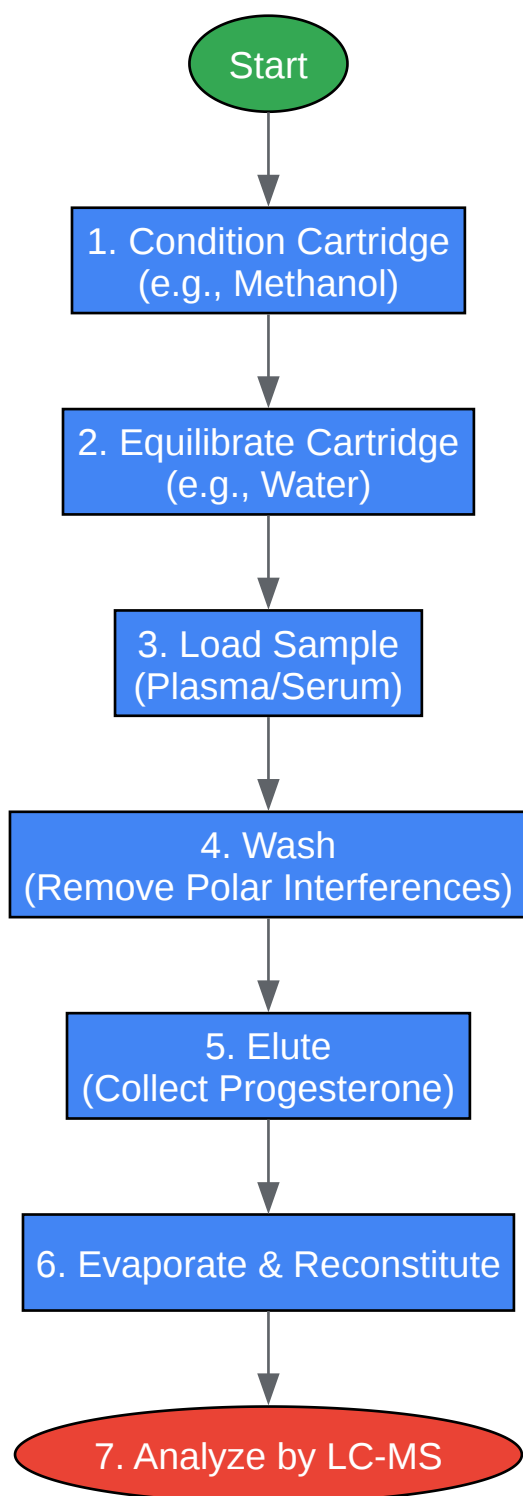 Start
1. Condition Cartridge
(e.g., Methanol)
2. Equilibrate Cartridge
(e.g., Water)
3. Load Sample
(Plasma/Serum)
4. Wash
(Remove Polar Interferences)
5. Elute
(Collect Progesterone)
6. Evaporate & Reconstitute
7. Analyze by LC-MS